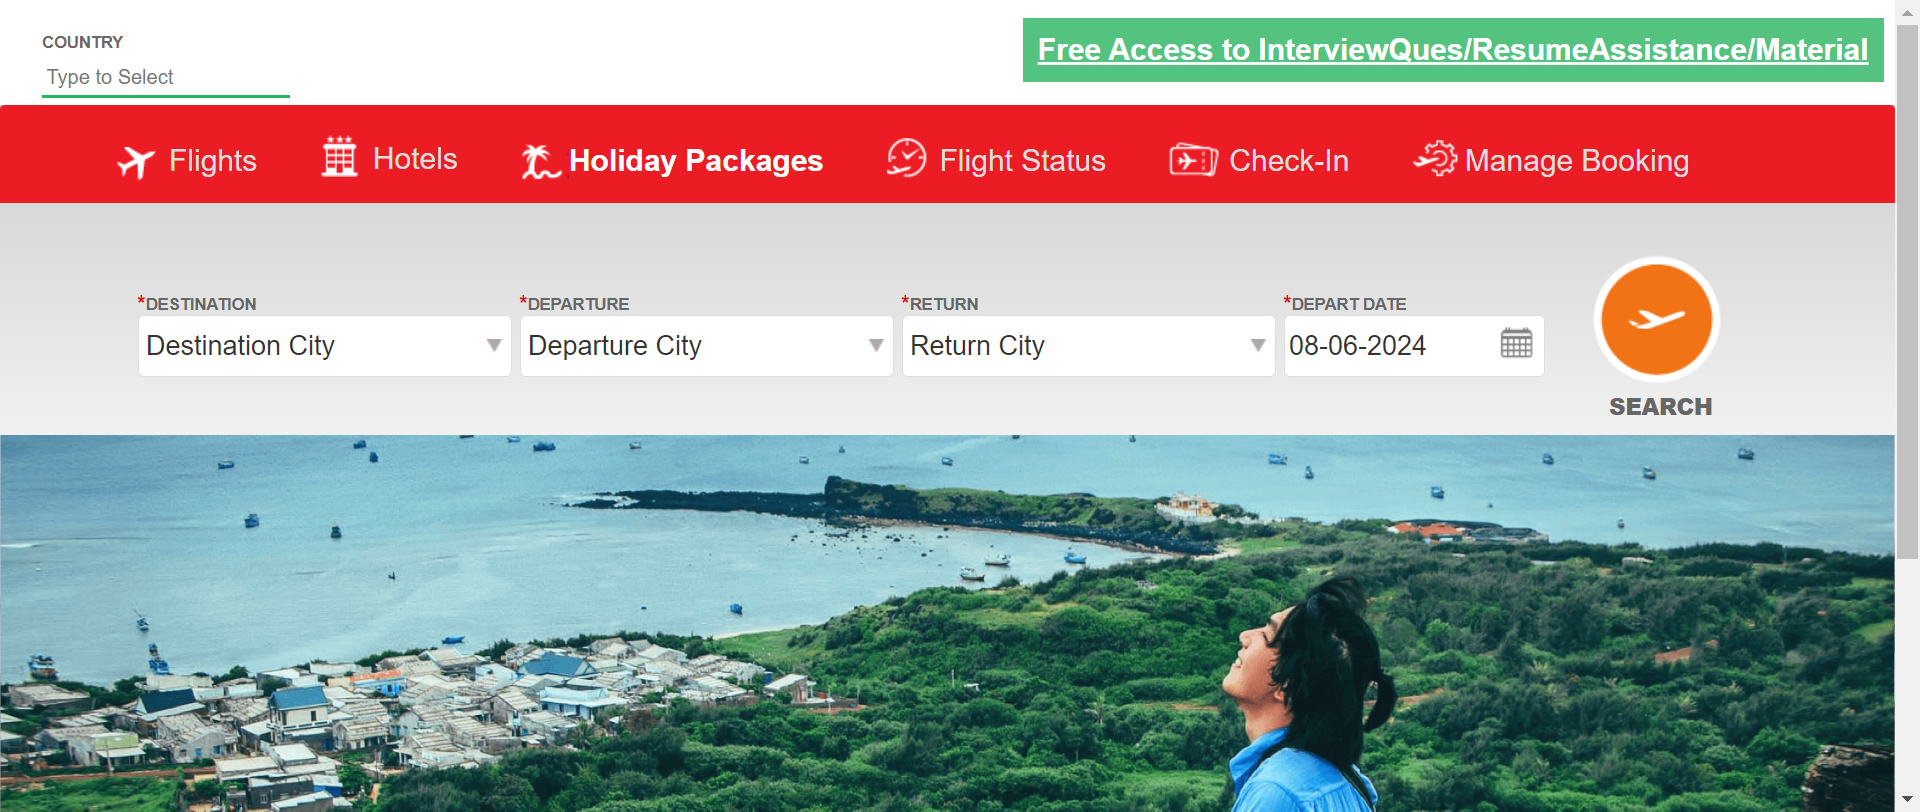 COUNTRY
Type to Select
Free Access to InterviewQues/ResumeAssistance/Material
Flights
Hotels
Holiday Packages
Flight Status
Check-In
Manage Booking
*DESTINATION
Destination City
*DEPARTURE
Departure City
*RETURN
Return City
*DEPART DATE
08-06-2024
SEARCH